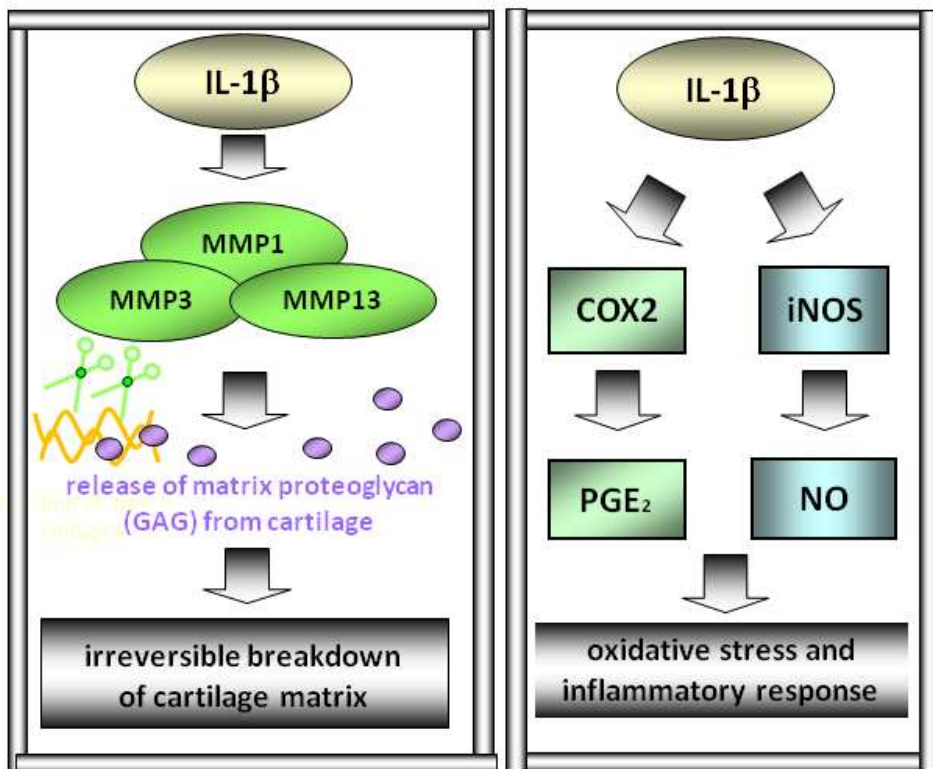 IL-1β
MMP1
MMP3
MMP13
release of matrix proteoglycan
(GAG) from cartilage
irreversible breakdown
of cartilage matrix
IL-1β
COX2
iNOS
PGE₂
NO
oxidative stress and
inflammatory response